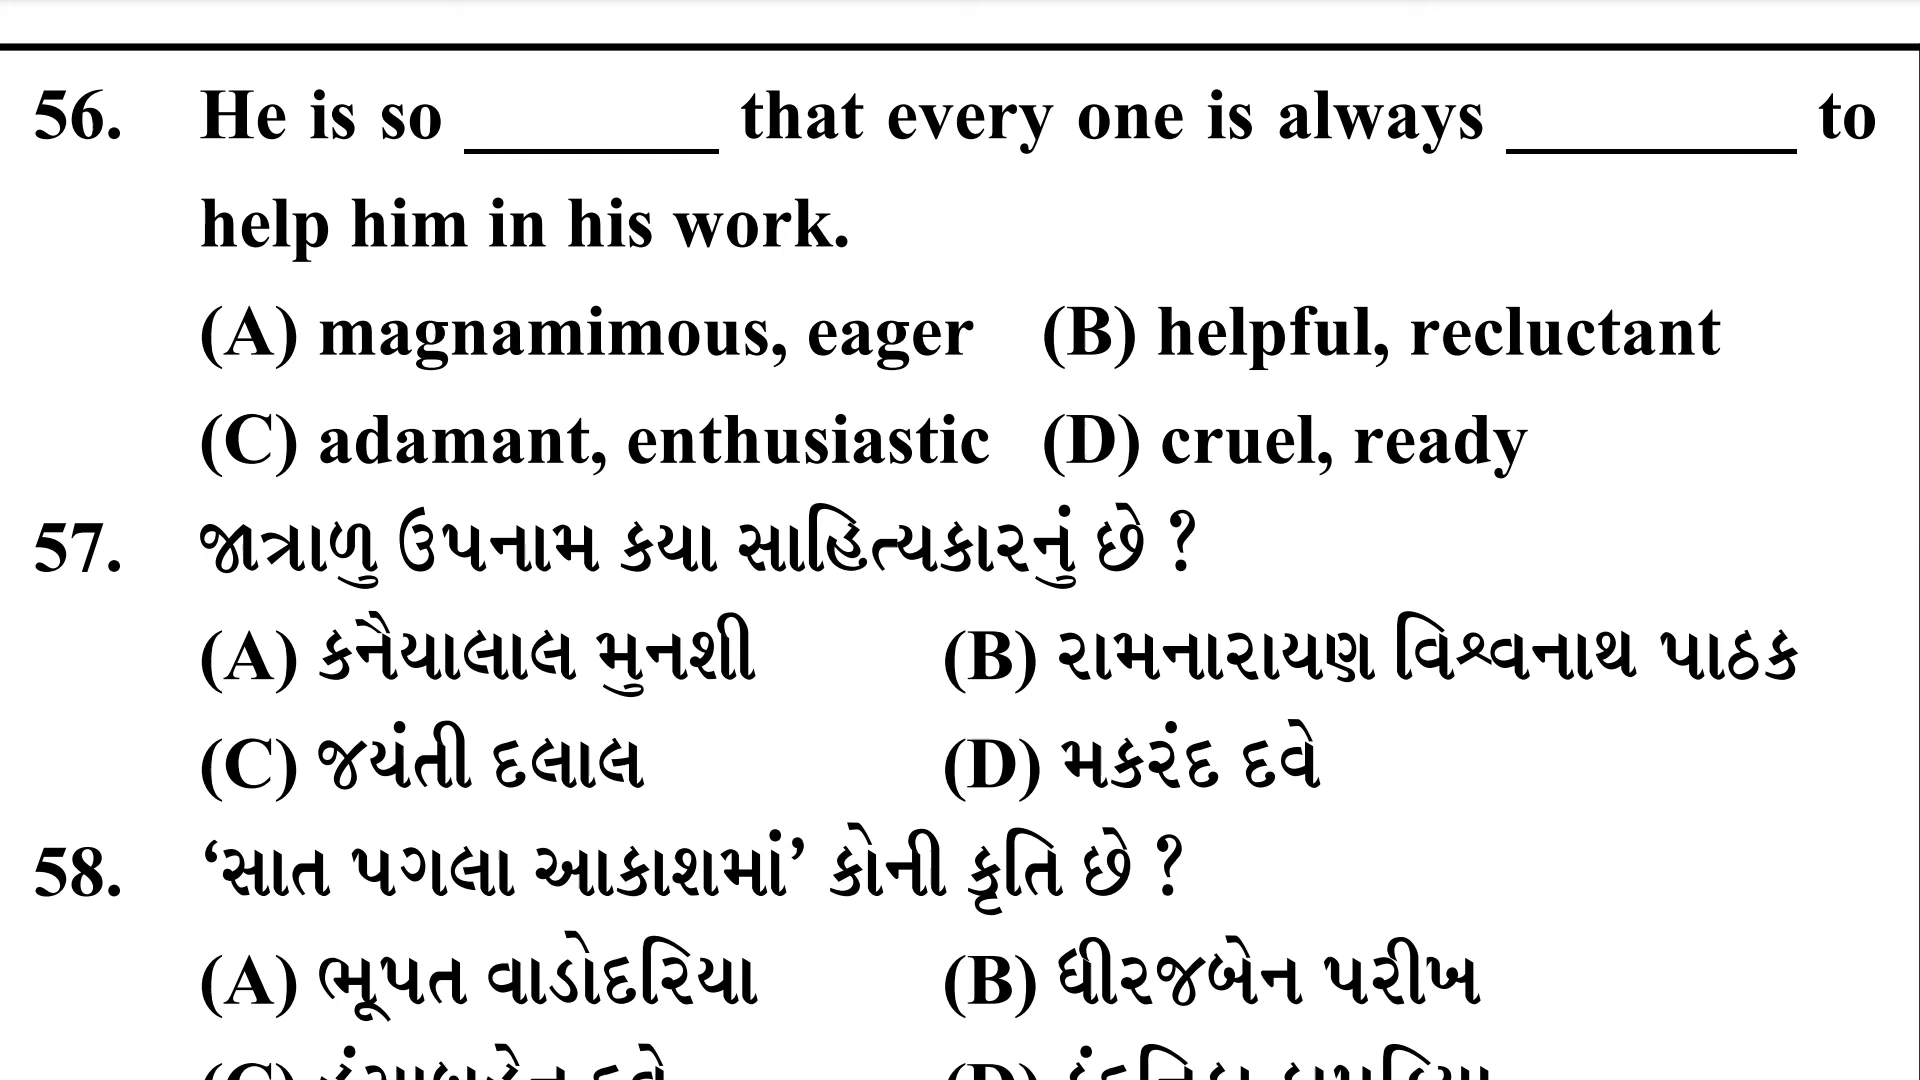 56. He is so ________ that every one is always _________ to
help him in his work.
(A) magnamimous, eager (B) helpful, recluctant
(C) adamant, enthusiastic (D) cruel, ready
57. જાત્રાળુ ઉપનામ કયા સાહિત્યકારનું છે ?
(A) કનૈયાલાલ મુનશી (B) રામનારાયણ વિશ્વનાથ પાઠક
(C) જયંતી દલાલ (D) મકરંદ દવે
58. ‘સાત પગલા આકાશમાં’ કોની કૃતિ છે ?
(A) ભૂપત વાડોદરિયા (B) ધીરજબેન પરીખ